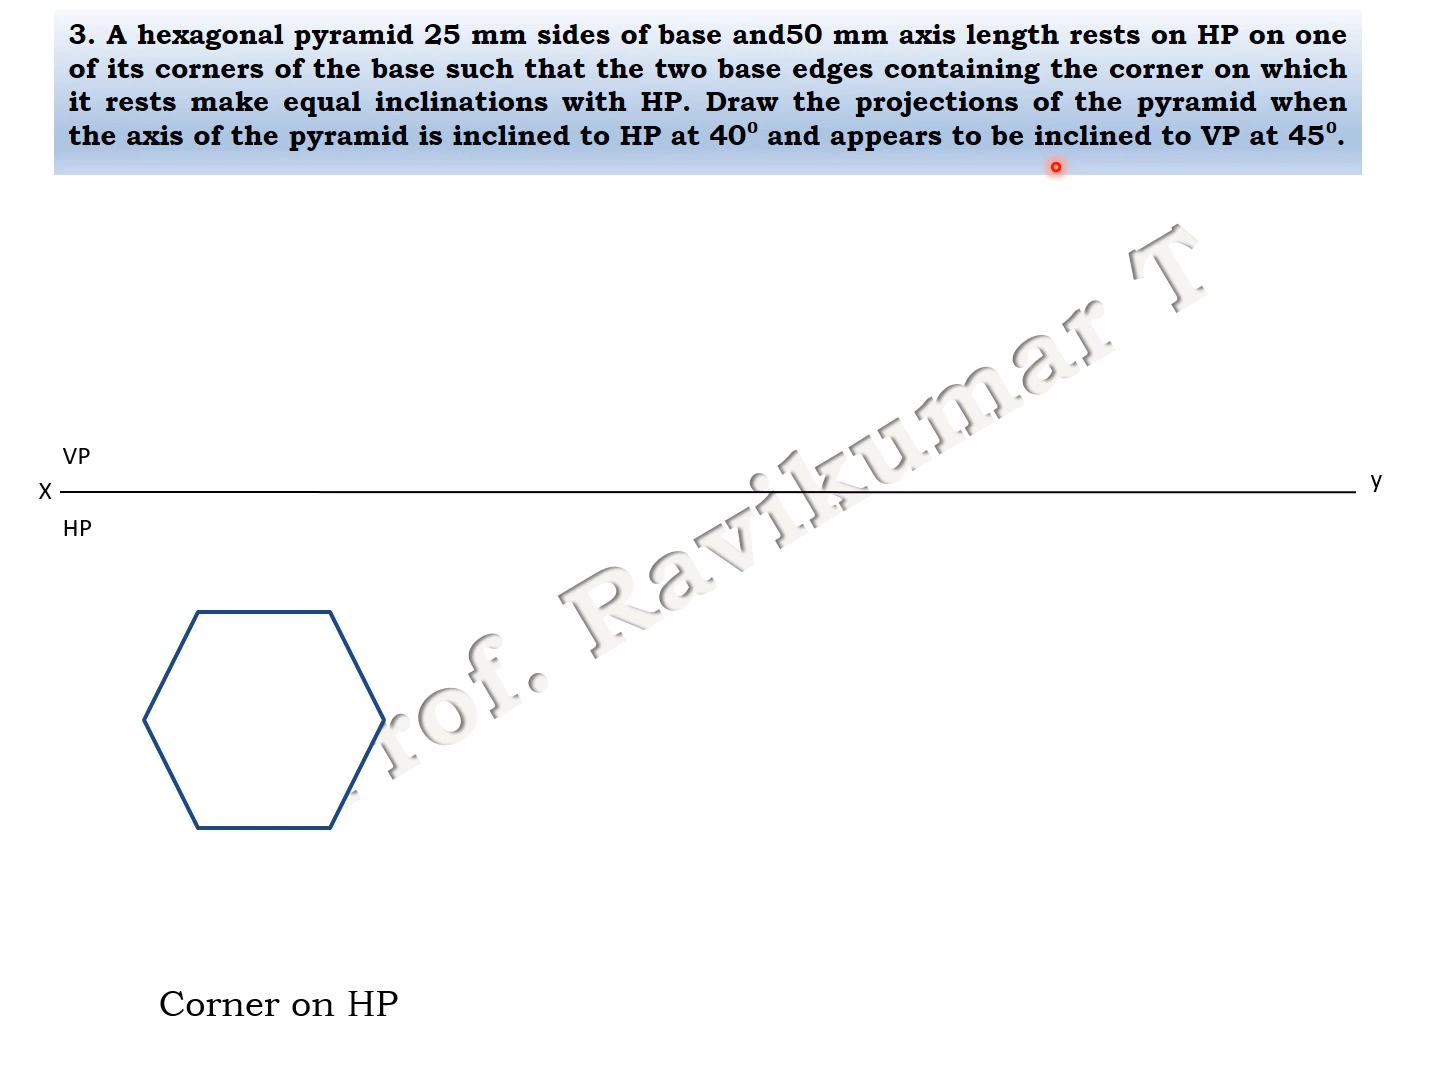 3. A hexagonal pyramid 25 mm sides of base and50 mm axis length rests on HP on one
of its corners of the base such that the two base edges containing the corner on which
it rests make equal inclinations with HP. Draw the projections of the pyramid when
the axis of the pyramid is inclined to HP at 40⁰ and appears to be inclined to VP at 45⁰.
VP
X
y
HP
rof. Ravikumar T
Corner on HP